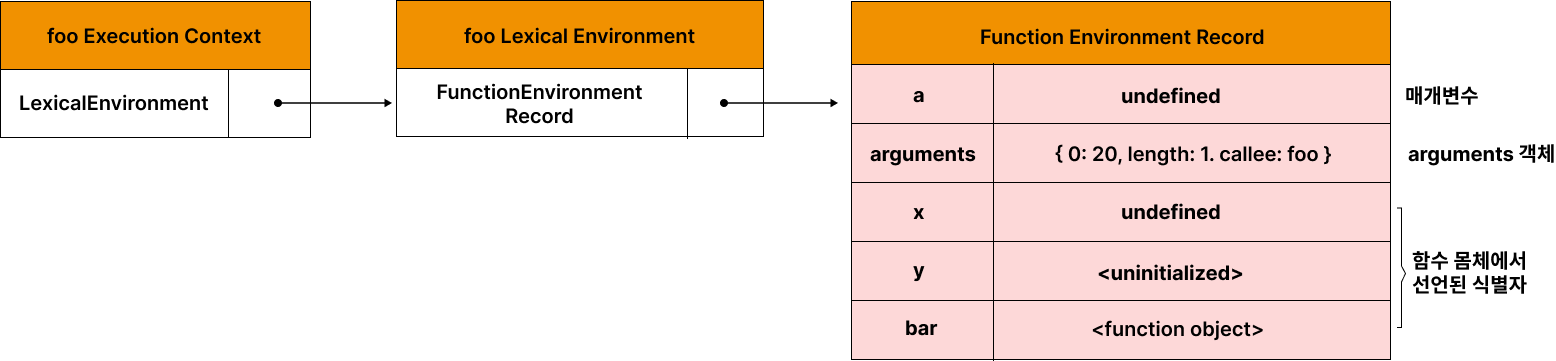 foo Execution Context
LexicalEnvironment
foo Lexical Environment
FunctionEnvironment
Record
Function Environment Record
a undefined 매개변수
arguments { 0: 20, length: 1. callee: foo } arguments 객체
x undefined
y <uninitialized>
bar <function object>
함수 몸체에서
선언된 식별자